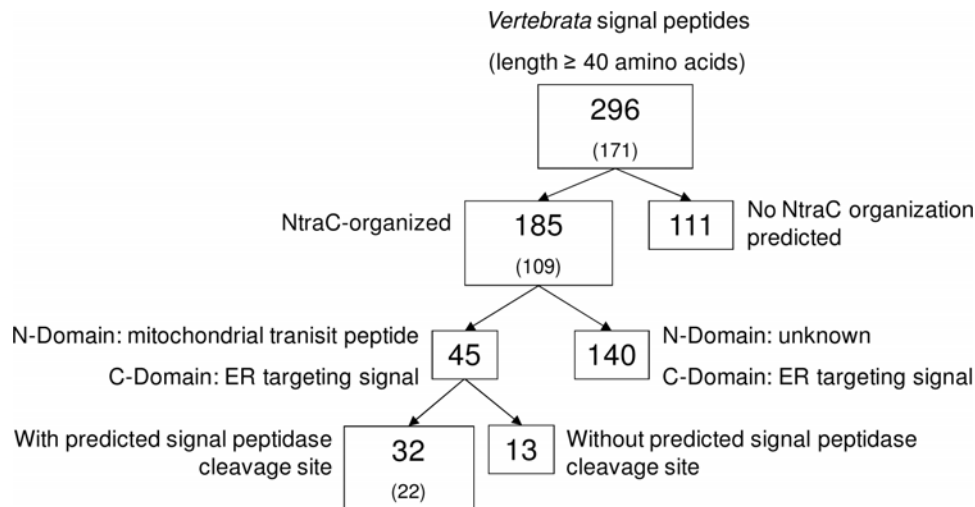 Vertebrata signal peptides
(length ≥ 40 amino acids)
296
(171)
NtraC-organized
185
(109)
111
No NtraC organization
predicted
N-Domain: mitochondrial tranisit peptide
C-Domain: ER targeting signal
45
140
N-Domain: unknown
C-Domain: ER targeting signal
With predicted signal peptidase
cleavage site
32
(22)
13
Without predicted signal peptidase
cleavage site